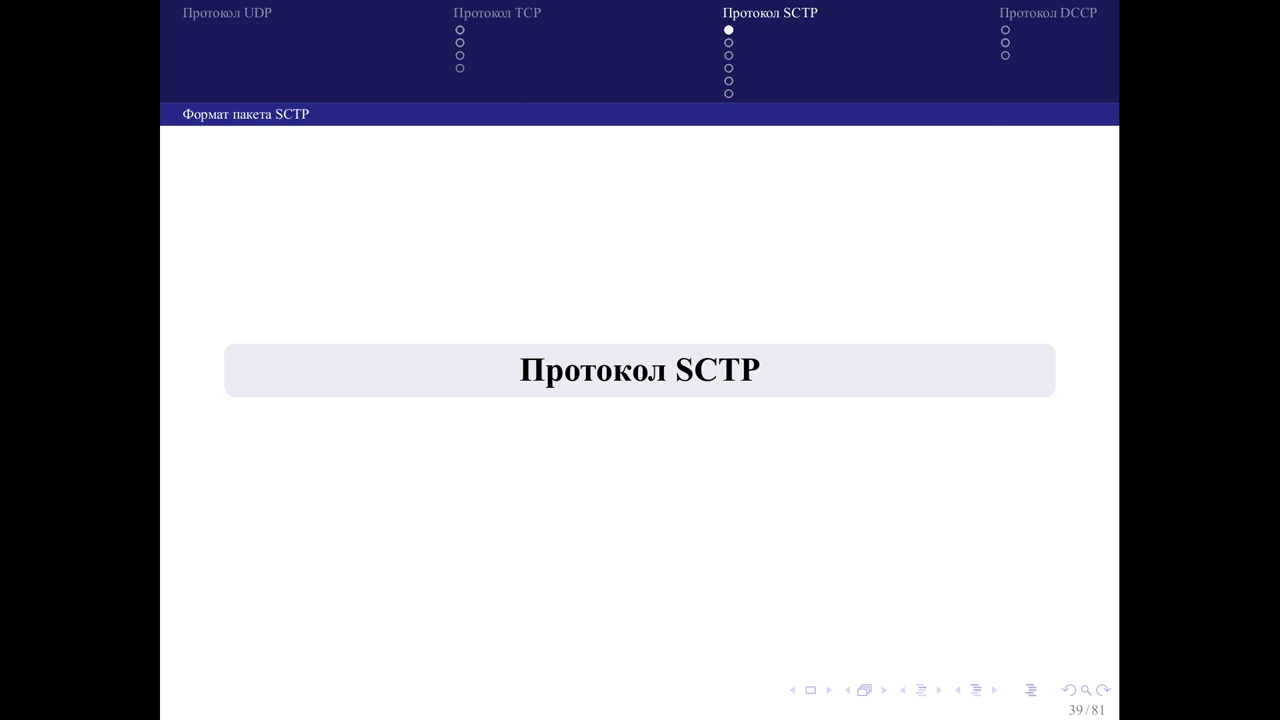 Протокол UDP
Протокол TCP
Протокол SCTP
Протокол DCCP
Формат пакета SCTP
Протокол SCTP
39 / 81